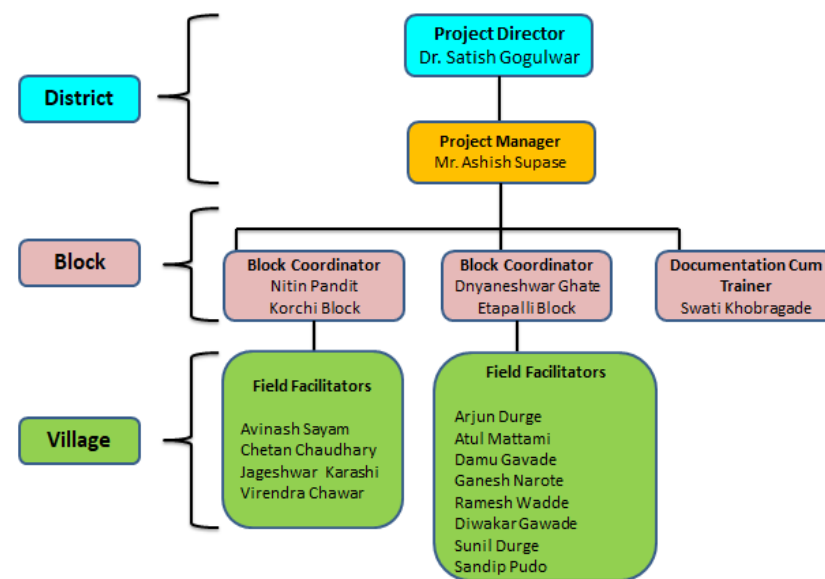 Project Director
Dr. Satish Gogulwar
District
Project Manager
Mr. Ashish Supase
Block
Block Coordinator
Nitin Pandit
Korchi Block
Block Coordinator
Dnyaneshwar Ghate
Etapalli Block
Documentation Cum
Trainer
Swati Khobragade
Village
Field Facilitators
Avinash Sayam
Chetan Chaudhary
Jageshwar Karashi
Virendra Chawar
Field Facilitators
Arjun Durge
Atul Mattami
Damu Gavade
Ganesh Narote
Ramesh Wadde
Diwakar Gawade
Sunil Durge
Sandip Pudo